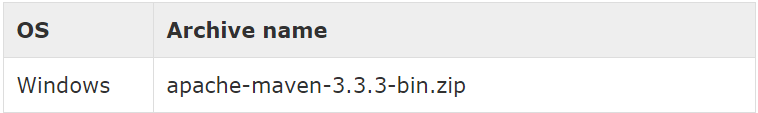 OS Archive name
Windows apache-maven-3.3.3-bin.zip